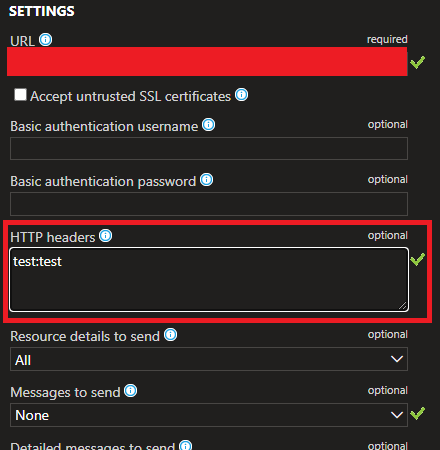 SETTINGS
URL required
Accept untrusted SSL certificates
Basic authentication username optional
Basic authentication password optional
HTTP headers optional
test:test
Resource details to send optional
All
Messages to send optional
None
Detailed messages to send optional